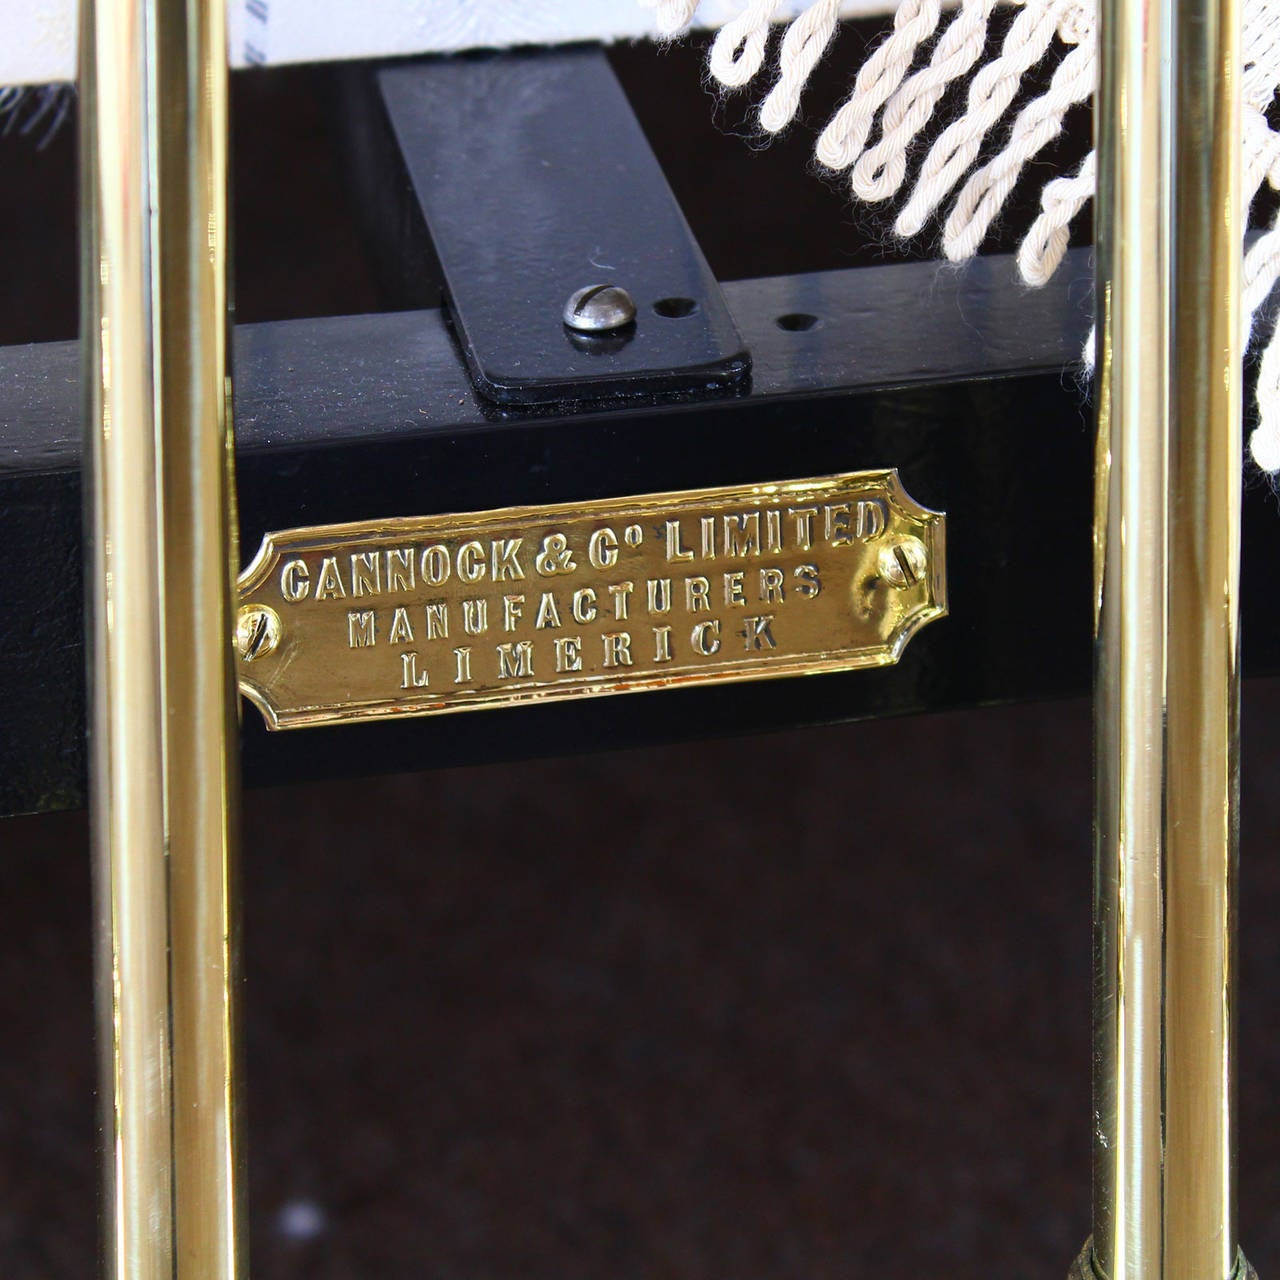 CANNOCK & Cº LIMITED
MANUFACTURERS
LIMERICK